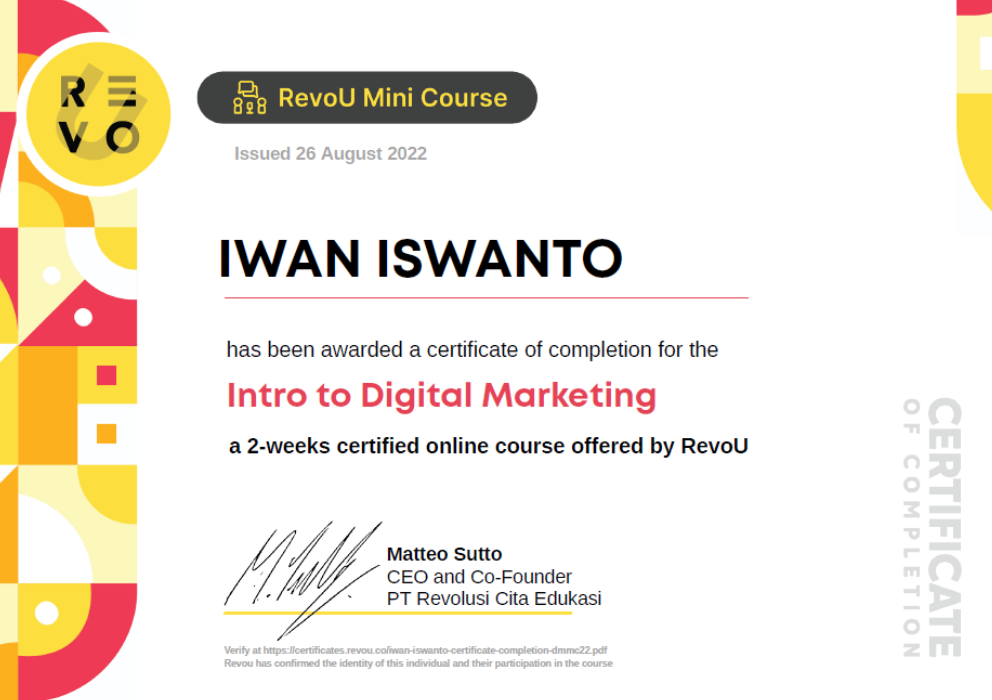 RE
VO
RevoU Mini Course
Issued 26 August 2022
IWAN ISWANTO
has been awarded a certificate of completion for the
Intro to Digital Marketing
a 2-weeks certified online course offered by RevoU
Matteo Sutto
CEO and Co-Founder
PT Revolusi Cita Edukasi
Verify at https://certificates.revou.co/iwan-iswanto-certificate-completion-dmmc22.pdf
Revou has confirmed the identity of this individual and their participation in the course
CERTIFICATE
OF COMPLETION